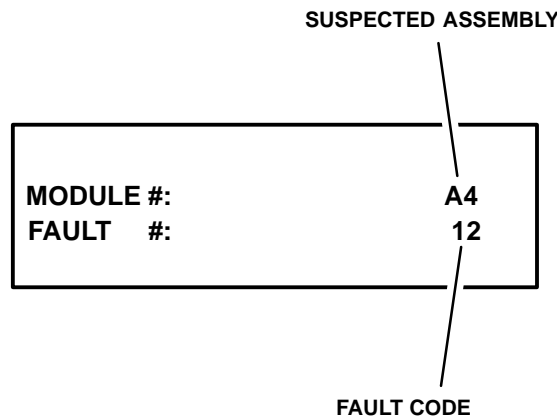 SUSPECTED ASSEMBLY
MODULE #: A4
FAULT #: 12
FAULT CODE